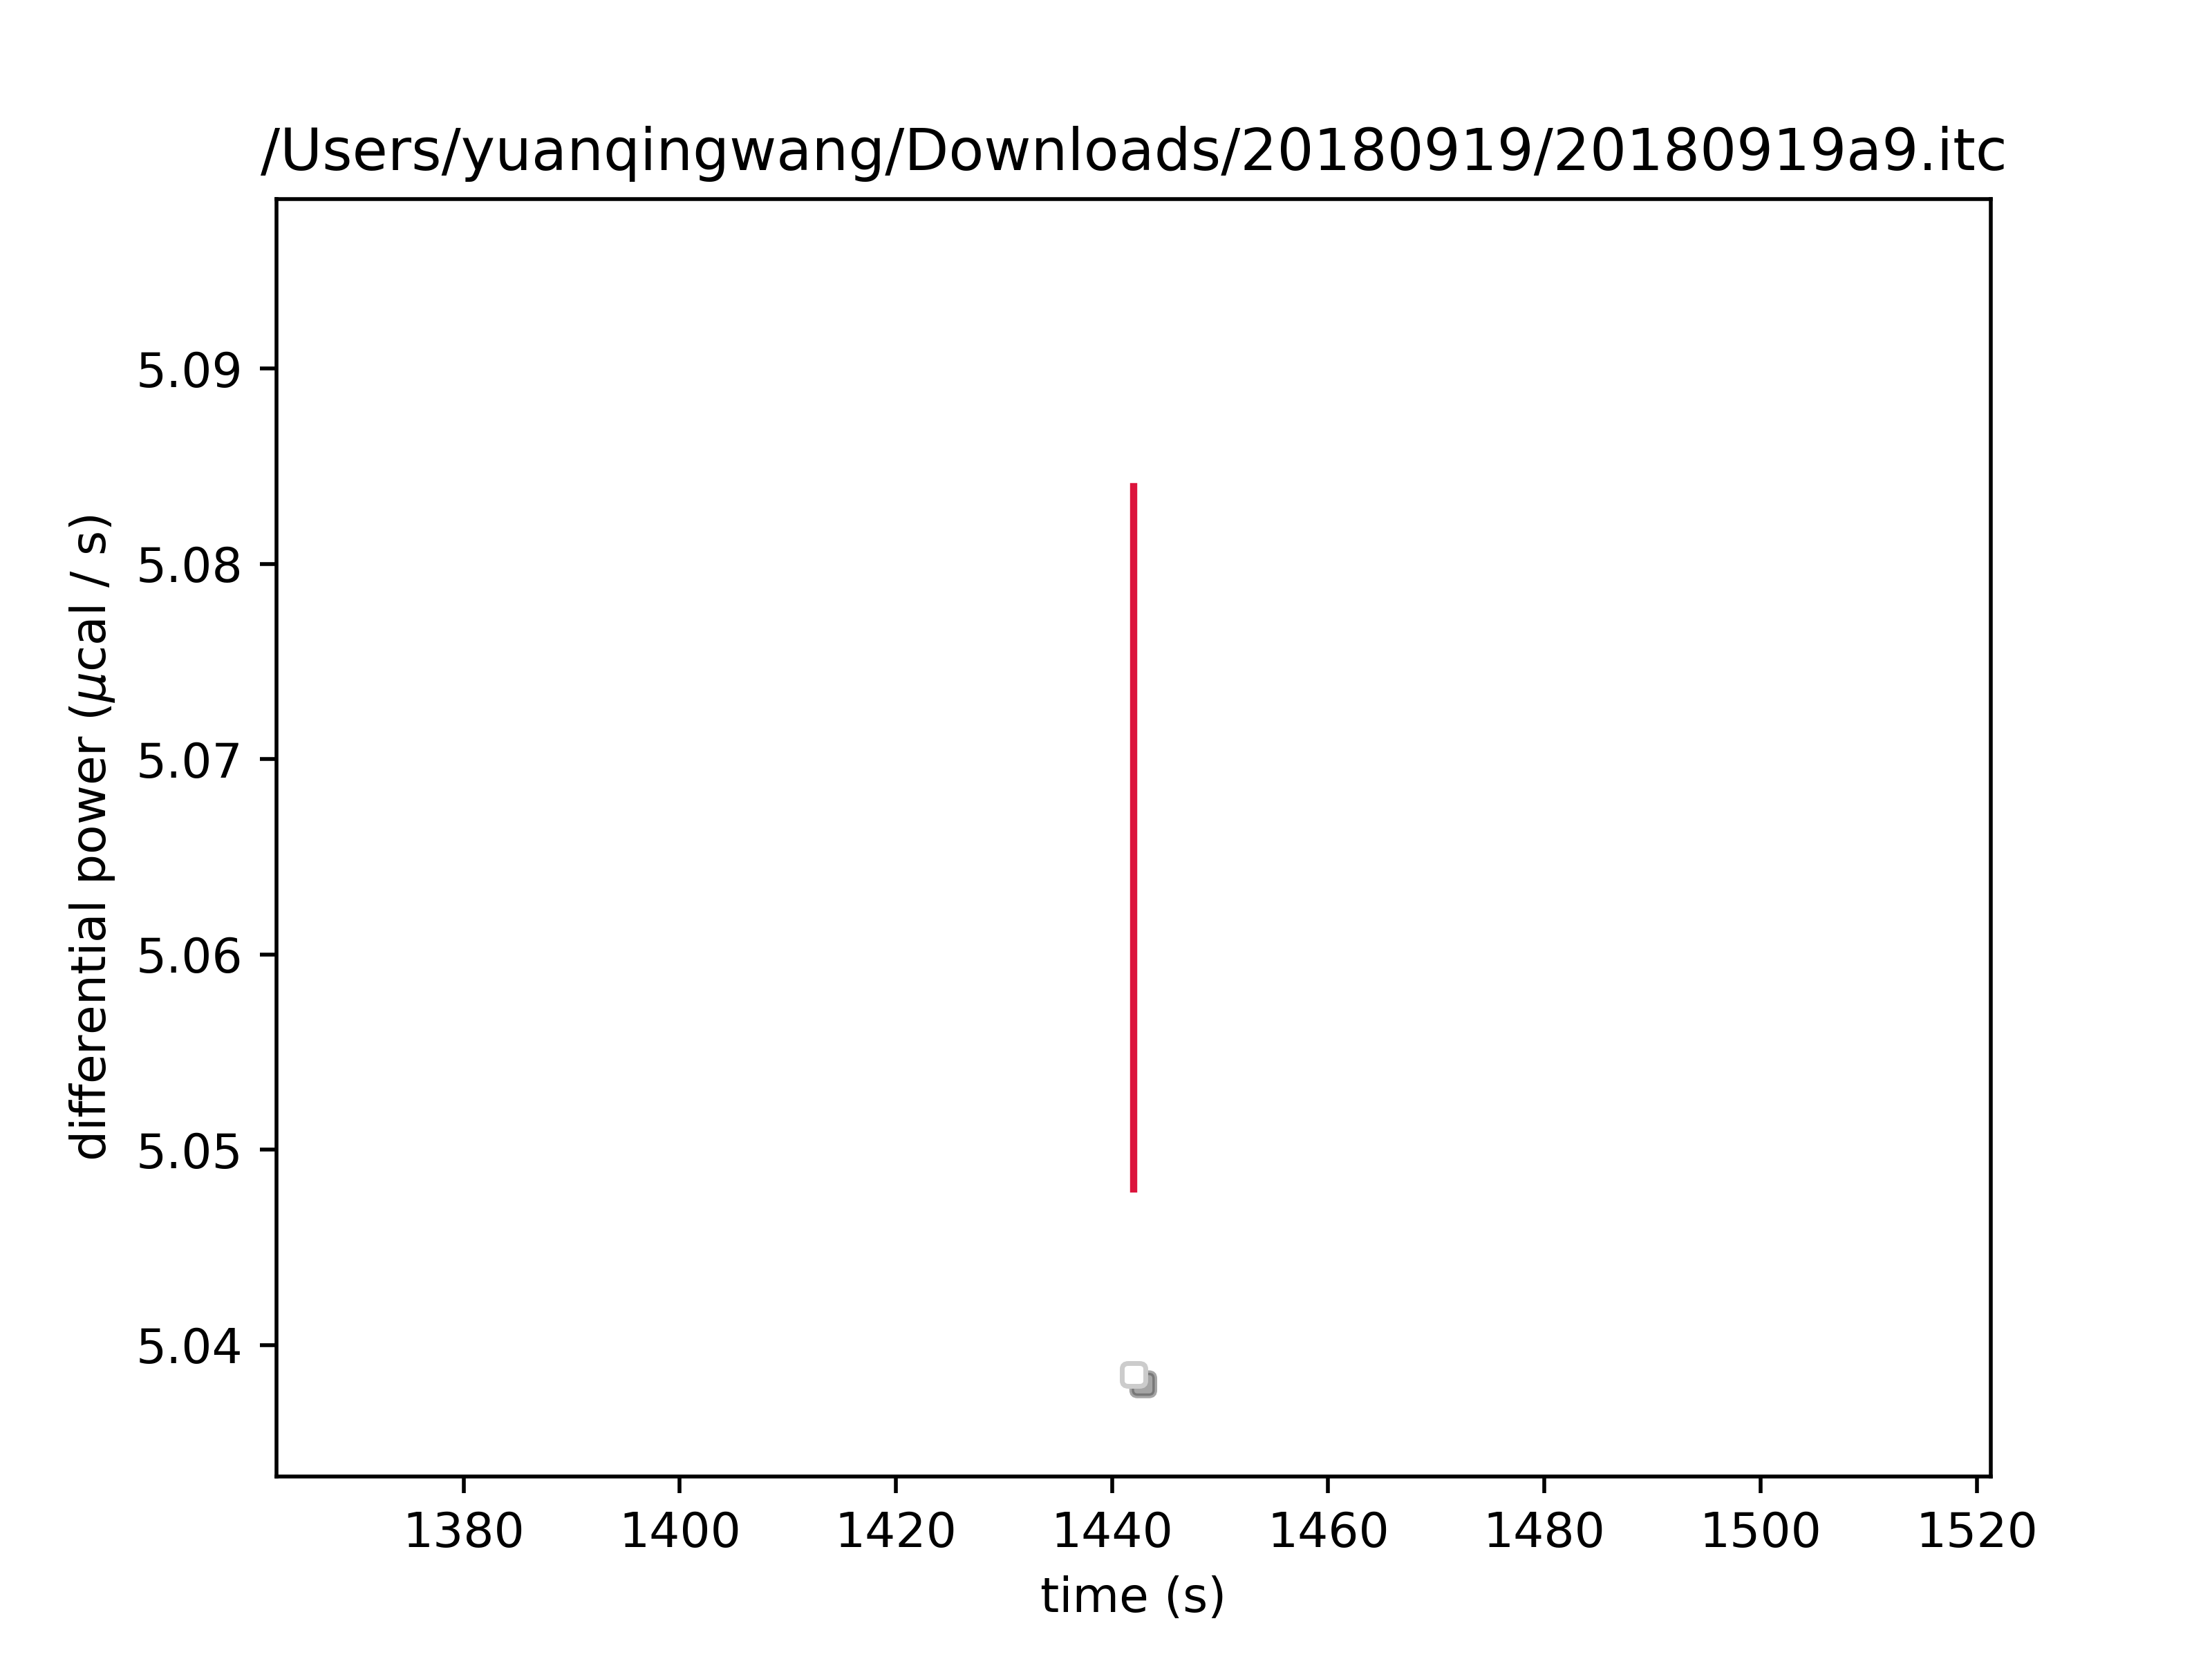 /Users/yuanqingwang/Downloads/20180919/20180919a9.itc
differential power (μcal / s)
5.09
5.08
5.07
5.06
5.05
5.04
1380 1400 1420 1440 1460 1480 1500 1520
time (s)